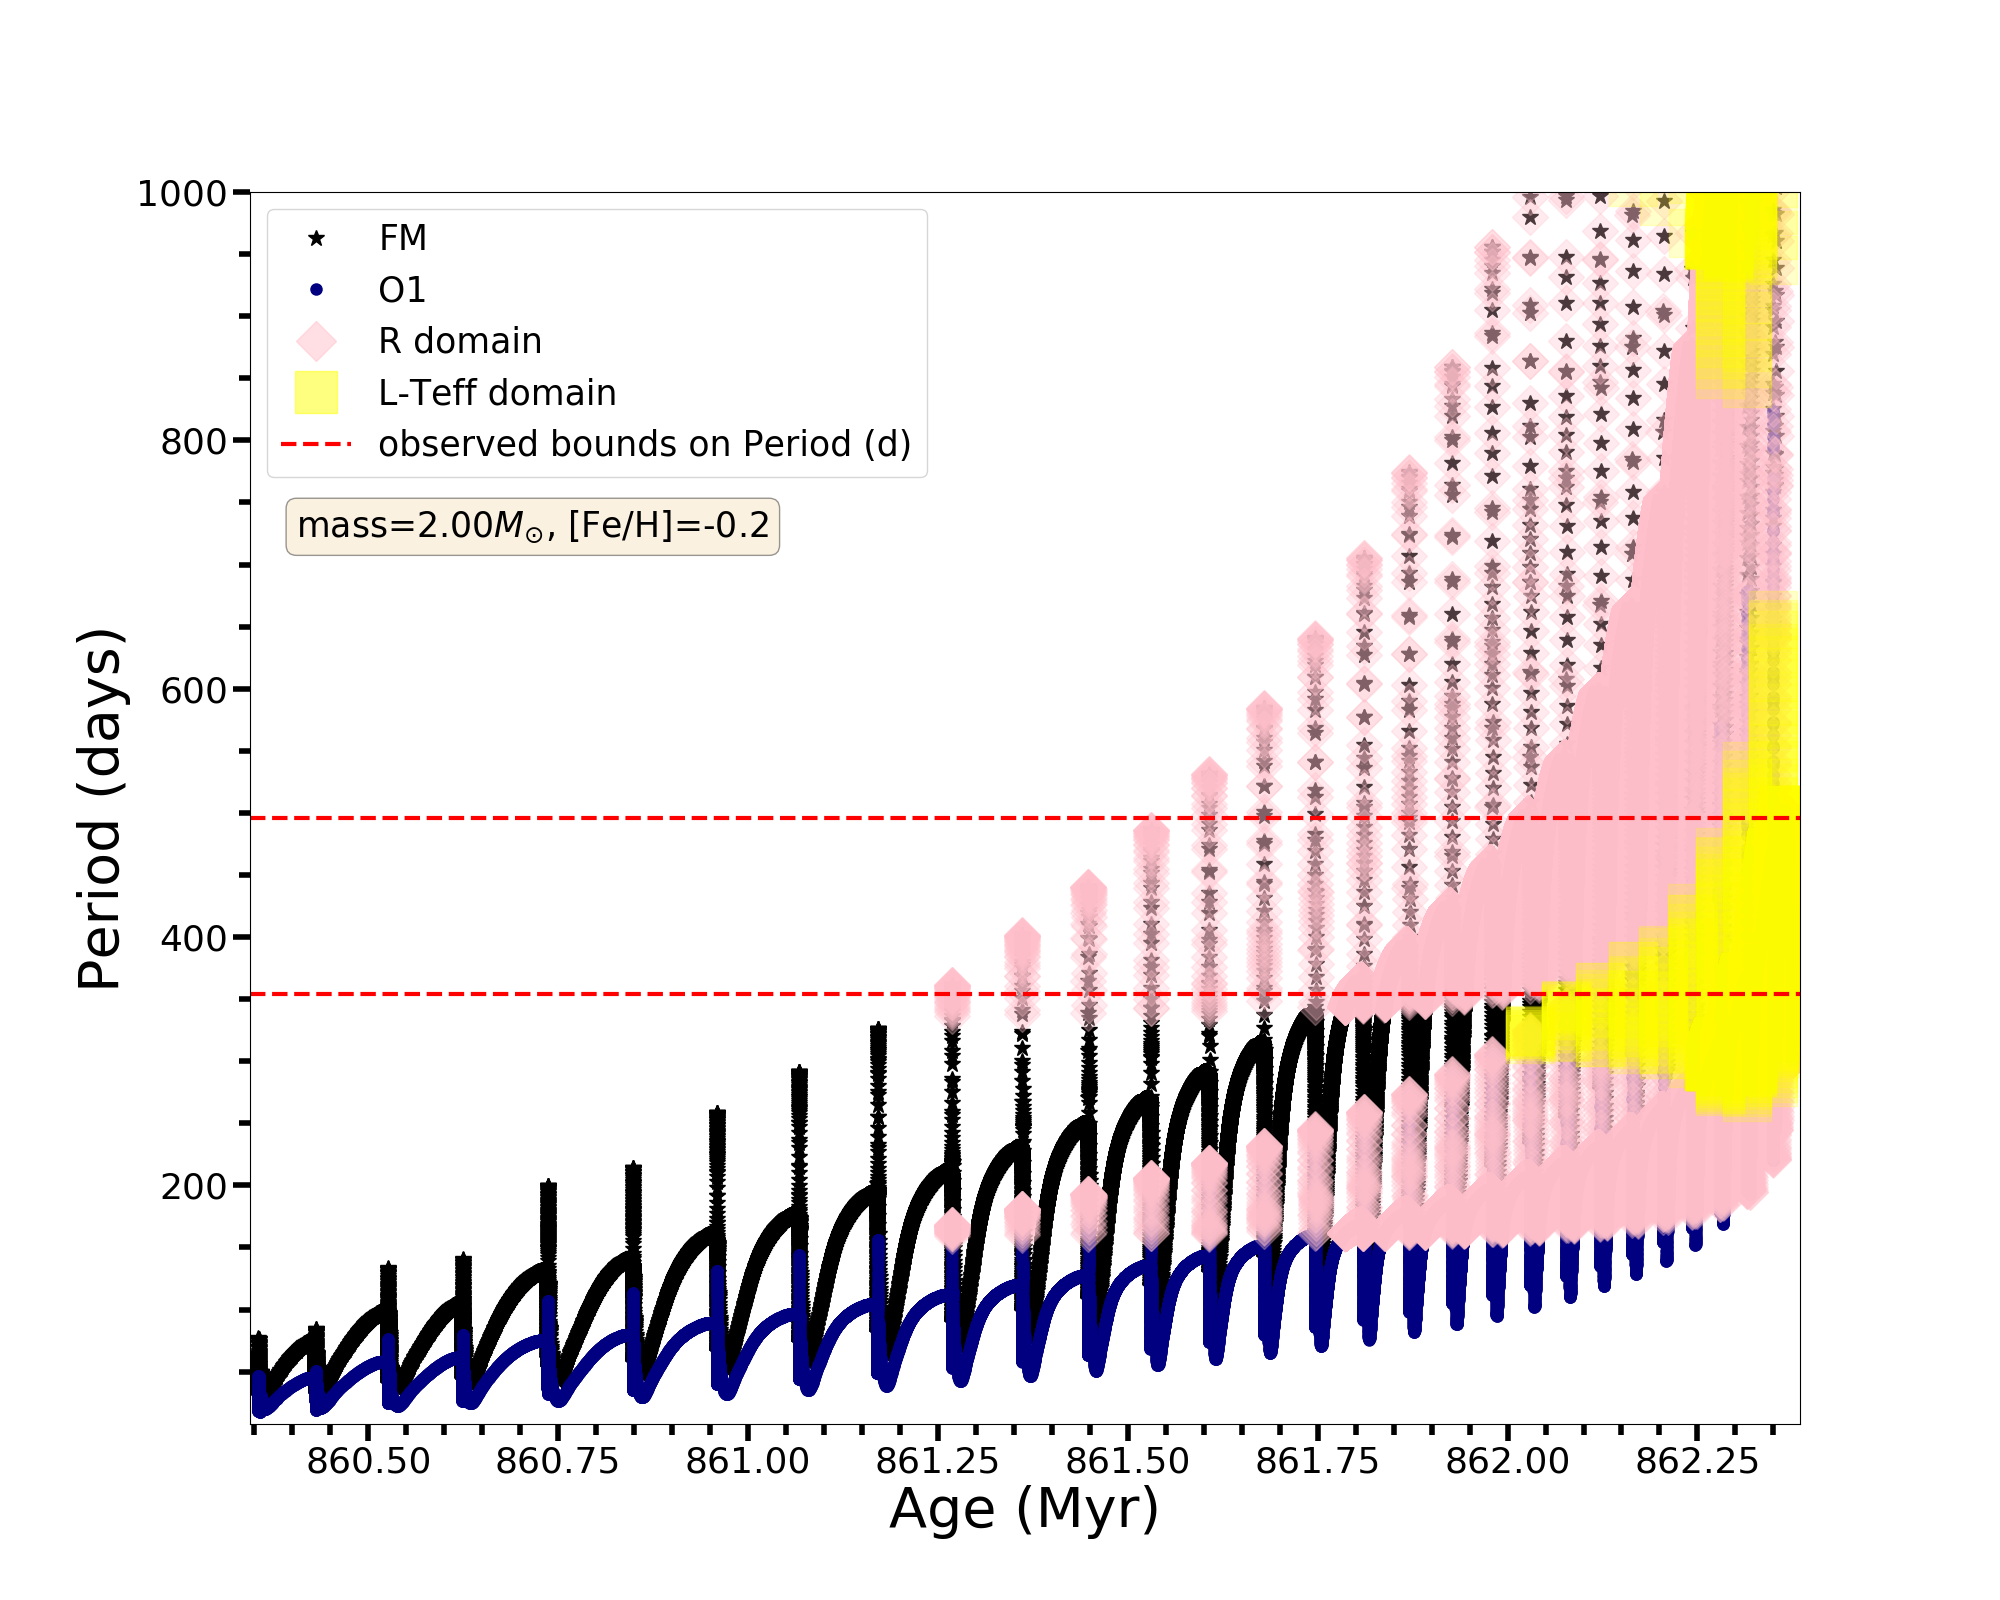 1000
800
600
400
200
Period (days)
FM
O1
R domain
L-Teff domain
observed bounds on Period (d)
mass=2.00M⊙, [Fe/H]=-0.2
860.50 860.75 861.00 861.25 861.50 861.75 862.00 862.25
Age (Myr)